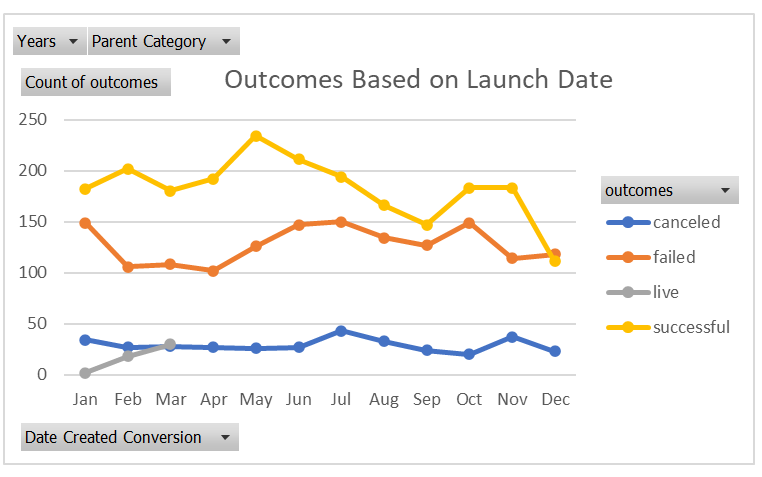 Years Parent Category
Count of outcomes
Outcomes Based on Launch Date
250
200
150
100
50
0
Jan Feb Mar Apr May Jun Jul Aug Sep Oct Nov Dec
outcomes
canceled
failed
live
successful
Date Created Conversion